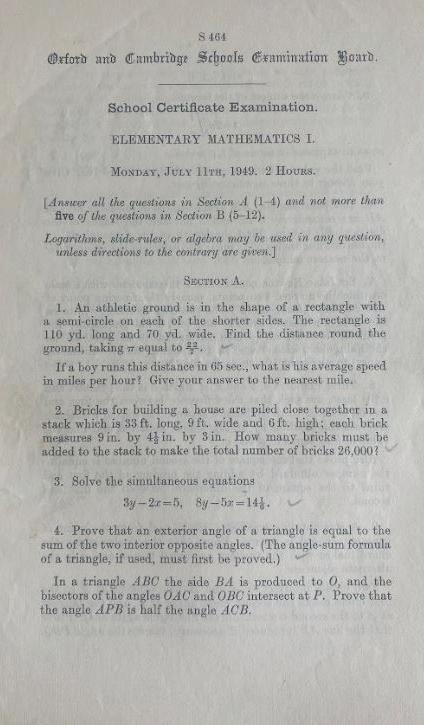 S 464
Oxford and Cambridge Schools Examination Board.
School Certificate Examination.
ELEMENTARY MATHEMATICS I.
MONDAY, JULY 11TH, 1949. 2 HOURS.
[Answer all the questions in Section A (1–4) and not more than
five of the questions in Section B (5–12).
Logarithms, slide-rules, or algebra may be used in any question,
unless directions to the contrary are given.]
SECTION A.
1. An athletic ground is in the shape of a rectangle with
a semi-circle on each of the shorter sides. The rectangle is
110 yd. long and 70 yd. wide. Find the distance round the
ground, taking π equal to 22/7.
If a boy runs this distance in 65 sec., what is his average speed
in miles per hour? Give your answer to the nearest mile.
2. Bricks for building a house are piled close together in a
stack which is 33 ft. long, 9 ft. wide and 6 ft. high; each brick
measures 9 in. by 4½ in. by 3 in. How many bricks must be
added to the stack to make the total number of bricks 26,000?
3. Solve the simultaneous equations
3y−2x=5, 8y−5x=
4. Prove that an exterior angle of a triangle is equal to the
sum of the two interior opposite angles. (The angle-sum formula
of a triangle, if used, must first be proved.)
In a triangle ABC the side BA is produced to O, and the
bisectors of the angles OAC and OBC intersect at P. Prove that
the angle APB is half the angle ACB.